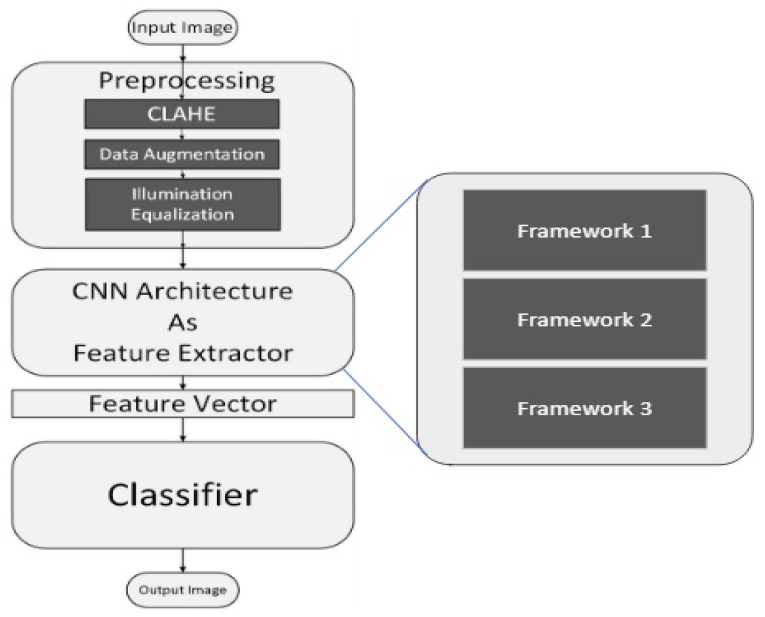 Input Image
Preprocessing
CLAHE
Data Augmentation
Illumination
Equalization
CNN Architecture
As
Feature Extractor
Feature Vector
Classifier
Output Image
Framework 1
Framework 2
Framework 3